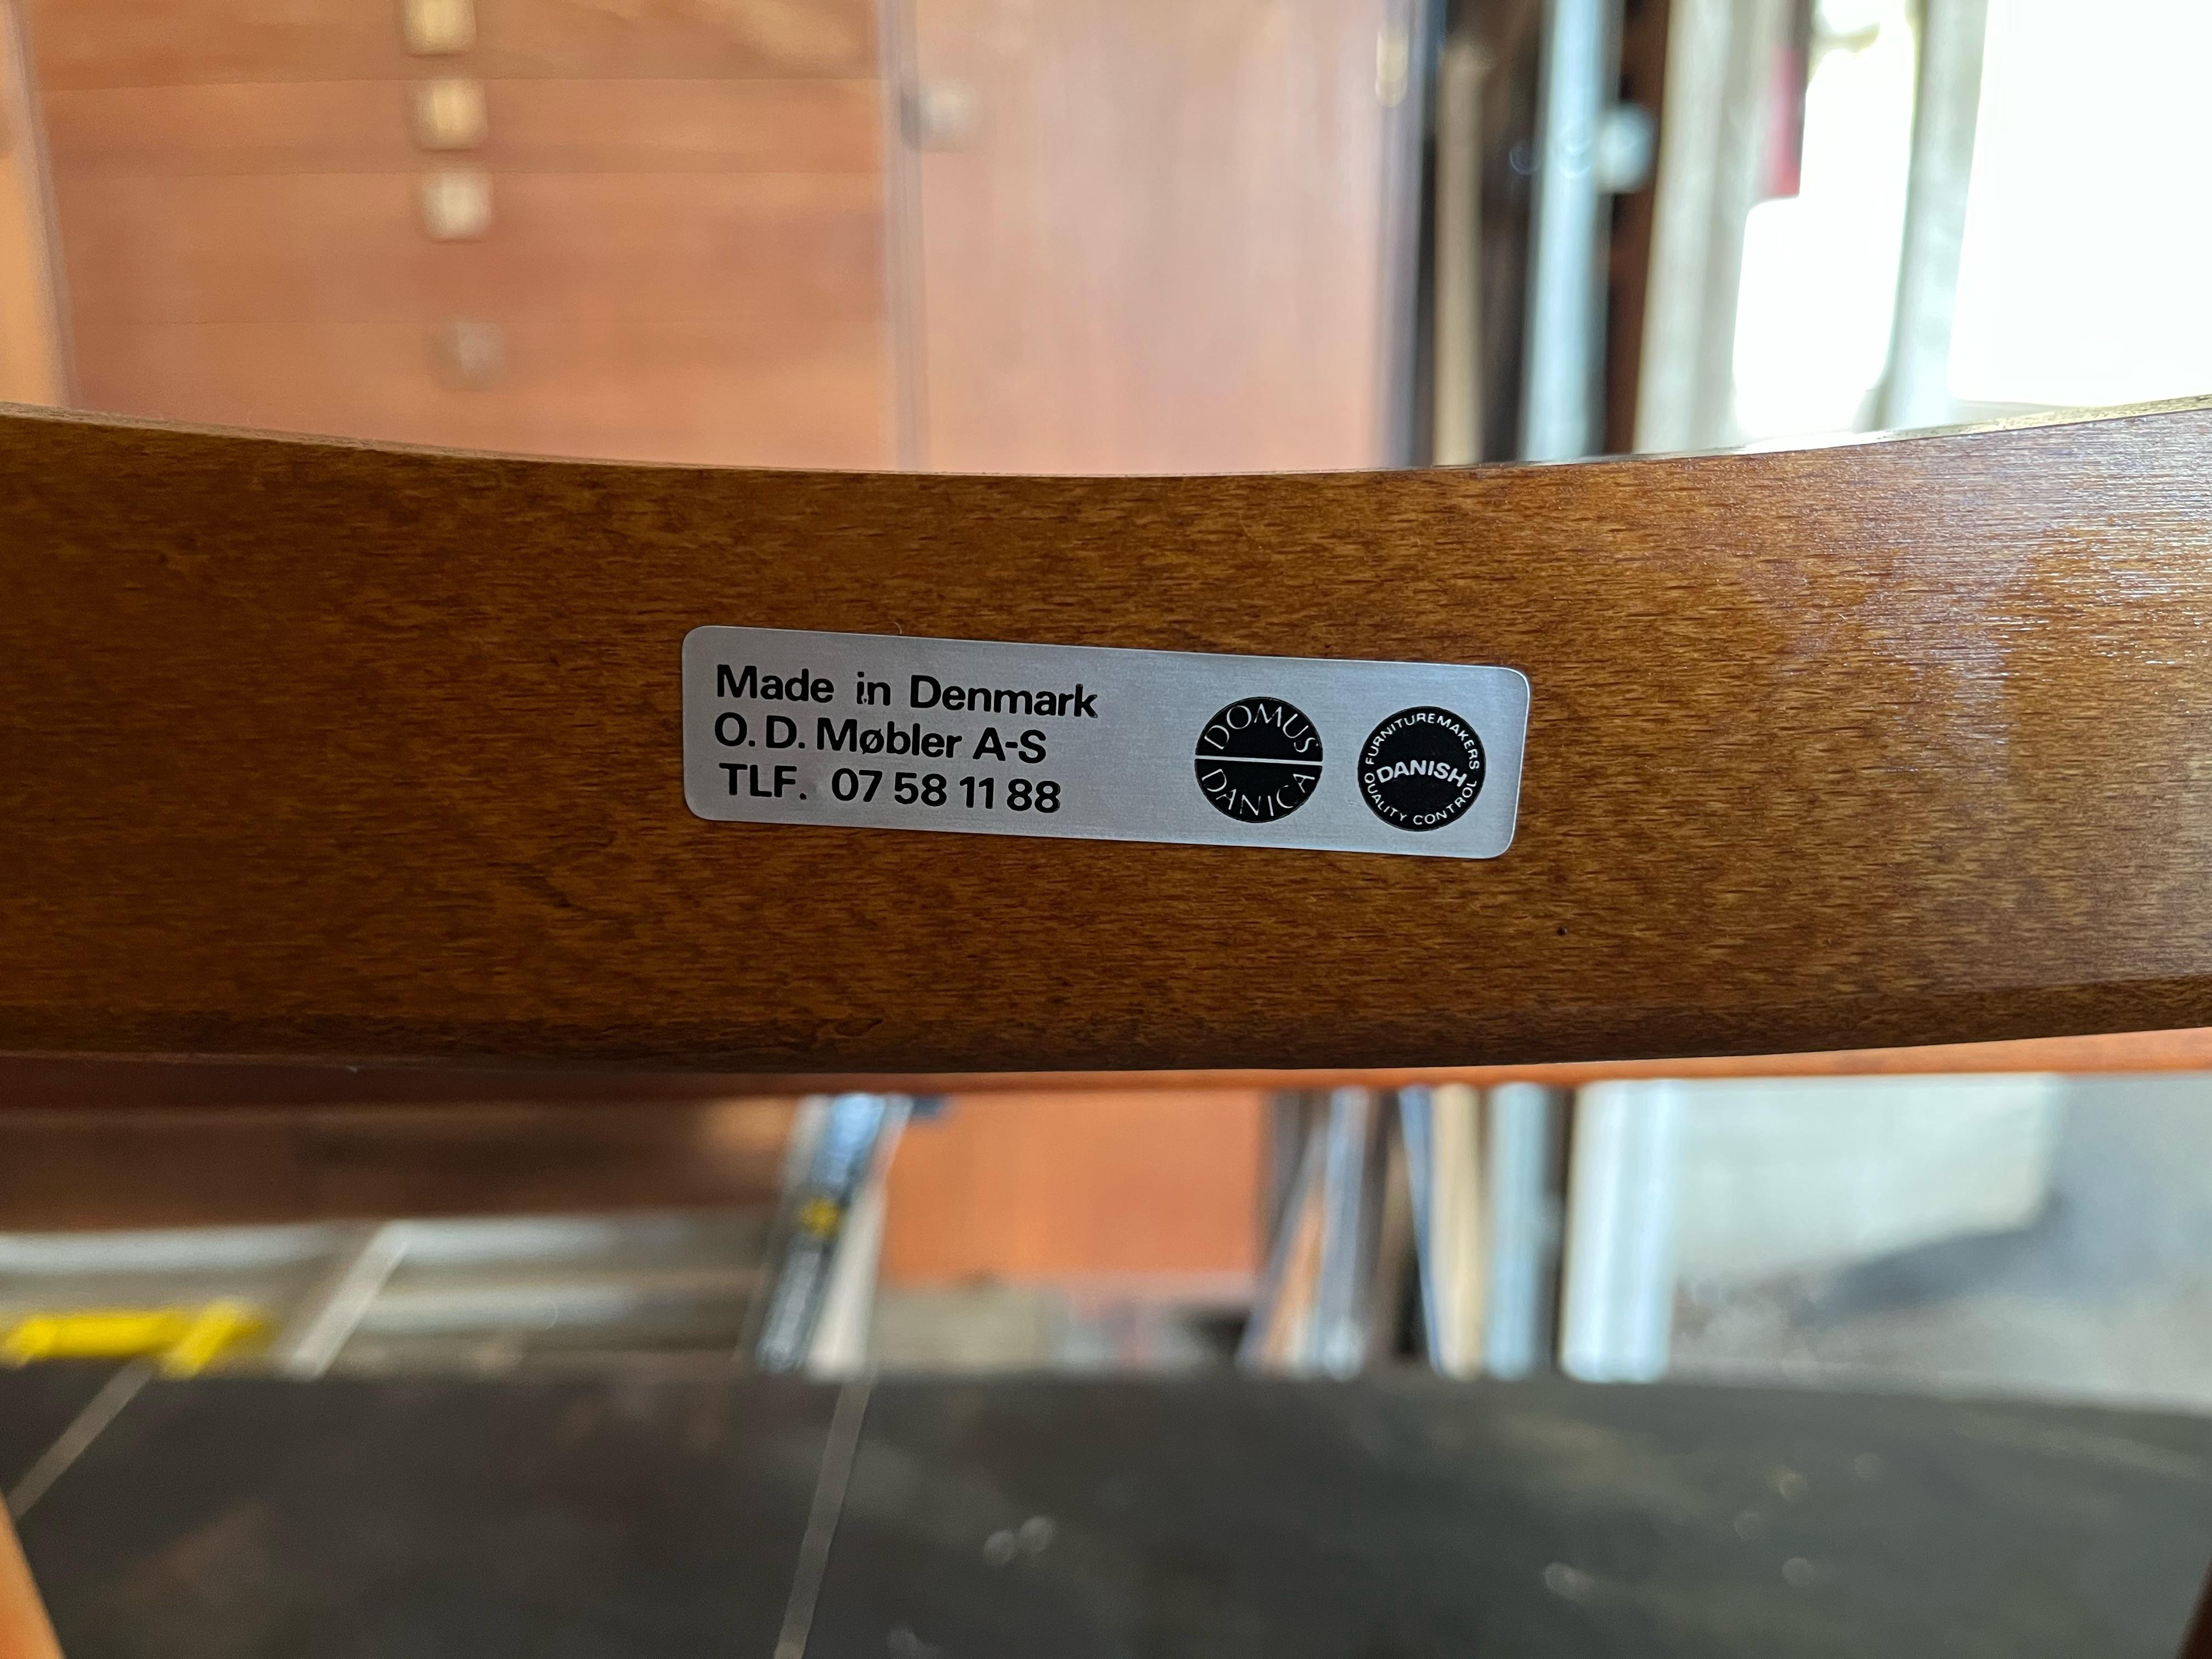 Made in Denmark
O. D. Møbler A-S
TLF. 07 58 11 88
DOMUS
DANICA
FURNITUREMAKERS
DANISH
QUALITY CONTROL